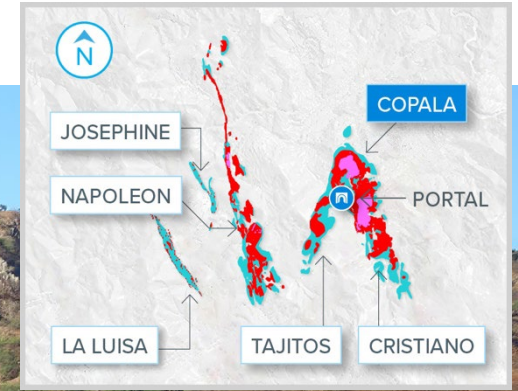 N
COPALA
JOSEPHINE
NAPOLEON
PORTAL
LA LUISA
TAJITOS
CRISTIANO